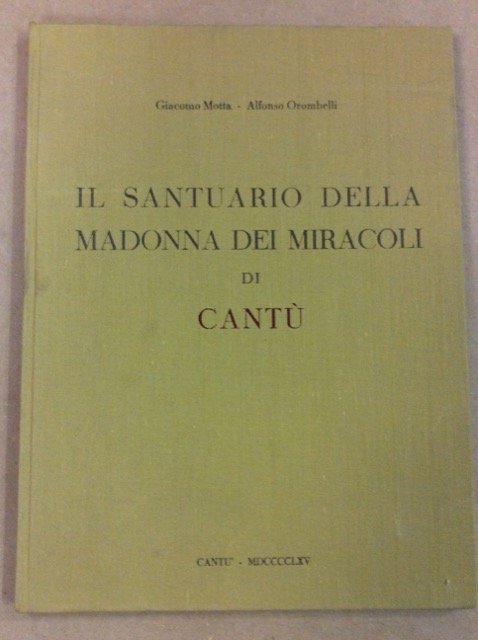 Giacomo Motta - Alfonso Orombelli
IL SANTUARIO DELLA
MADONNA DEI MIRACOLI
DI
CANTÙ
CANTU' - MDCCCCLXV